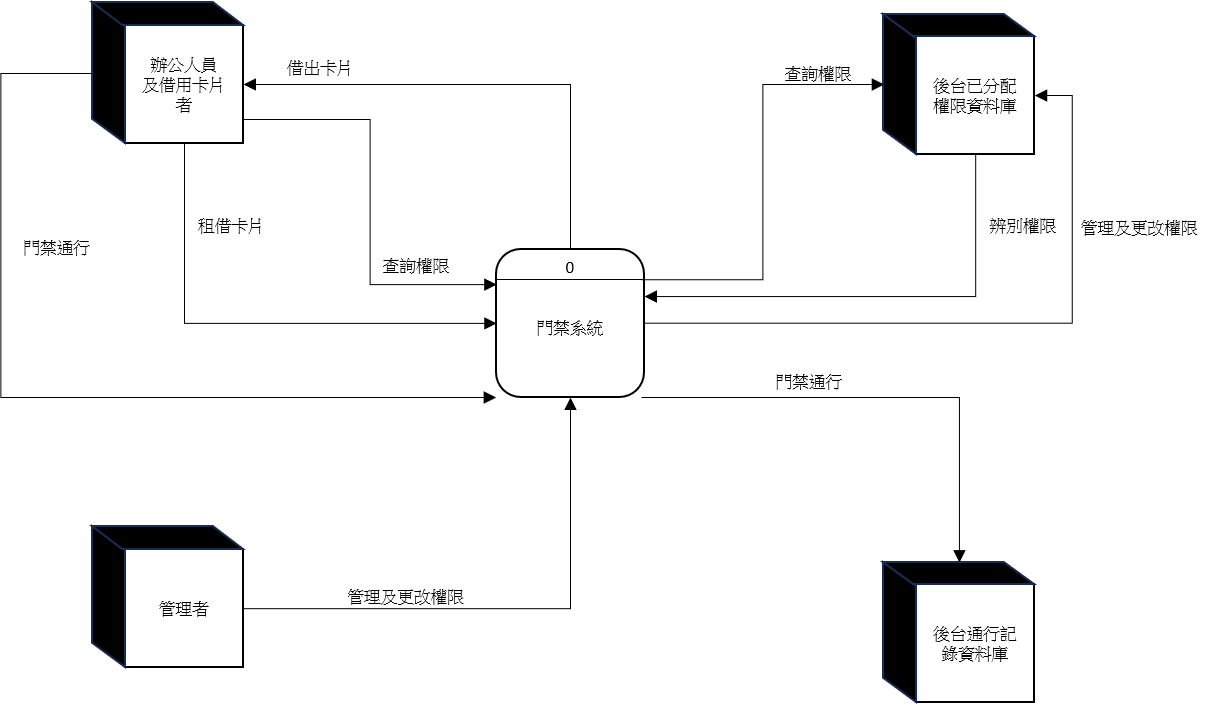 辦公人員
及借用卡片
者
借出卡片
查詢權限
後台已分配
權限資料庫
門禁通行
租借卡片
查詢權限
辨別權限
管理及更改權限
0
門禁系統
門禁通行
管理者
管理及更改權限
後台通行記
錄資料庫